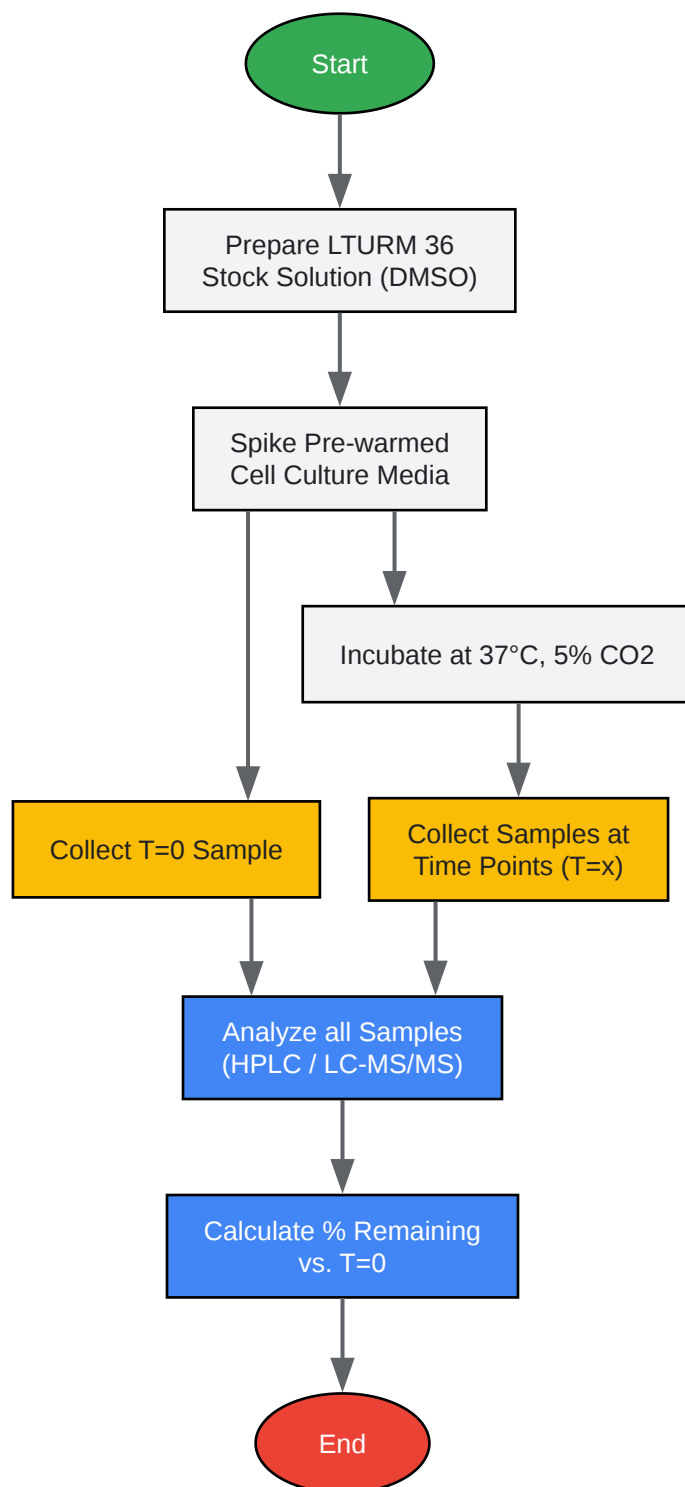 Start
Prepare LTURM 36
Stock Solution (DMSO)
Spike Pre-warmed
Cell Culture Media
Incubate at 37°C, 5% CO2
Collect T=0 Sample
Collect Samples at
Time Points (T=x)
Analyze all Samples
(HPLC / LC-MS/MS)
Calculate % Remaining
vs. T=0
End